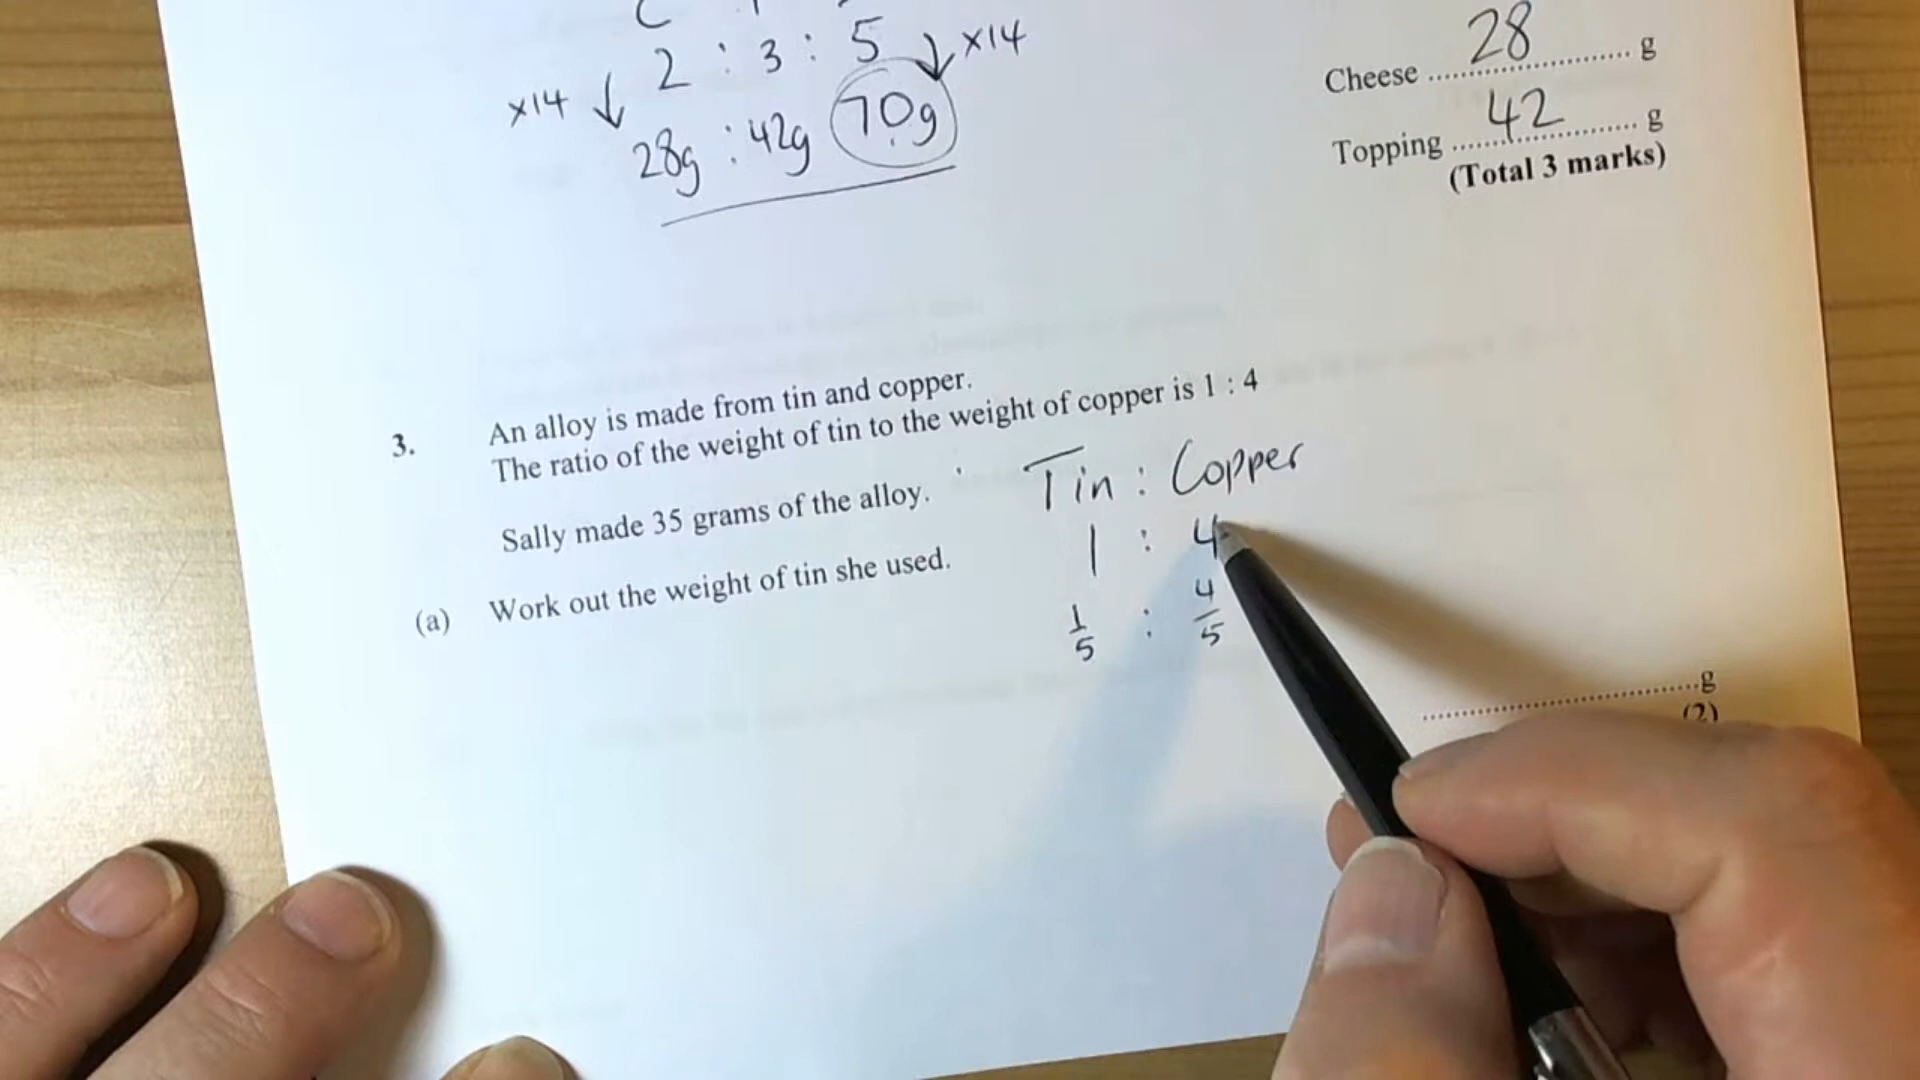 2 : 3 : 5 ×14
×14
28g : 42g 70g
Cheese 28 g
Topping 42 g
(Total 3 marks)
3. An alloy is made from tin and copper.
The ratio of the weight of tin to the weight of copper is 1 : 4
Tin : Copper
Sally made 35 grams of the alloy.
1 : 4
(a) Work out the weight of tin she used.
1/5 : 4/5
g
(2)